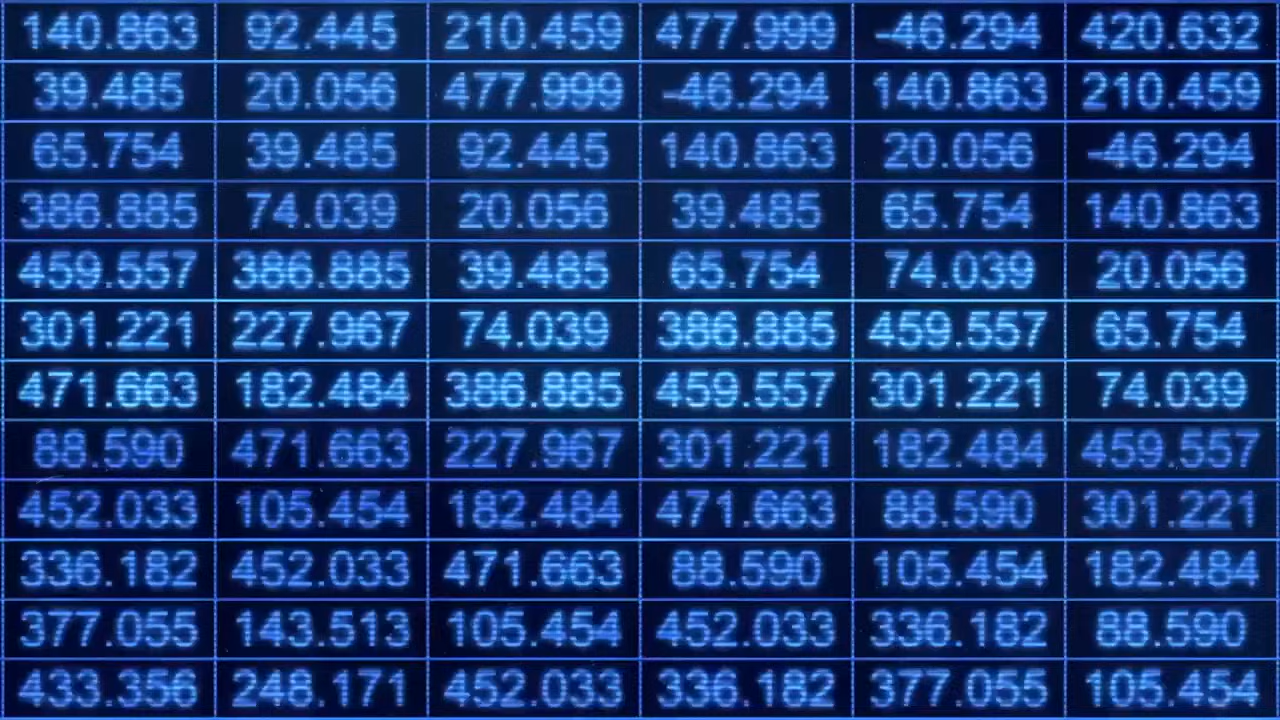 140.863 92.445 210.459 477.999 -46.294 420.632
39.485 20.056 477.999 -46.294 140.863 210.459
65.754 39.485 92.445 140.863 20.056 -46.294
386.885 74.039 20.056 39.485 65.754 140.863
459.557 386.885 39.485 65.754 74.039 20.056
301.221 227.967 74.039 386.885 459.557 65.754
471.663 182.484 386.885 459.557 301.221 74.039
88.590 471.663 227.967 301.221 182.484 459.557
452.033 105.454 182.484 471.663 88.590 301.221
336.182 452.033 471.663 88.590 105.454 182.484
377.055 143.513 105.454 452.033 336.182 88.590
433.356 248.171 452.033 336.182 377.055 105.454